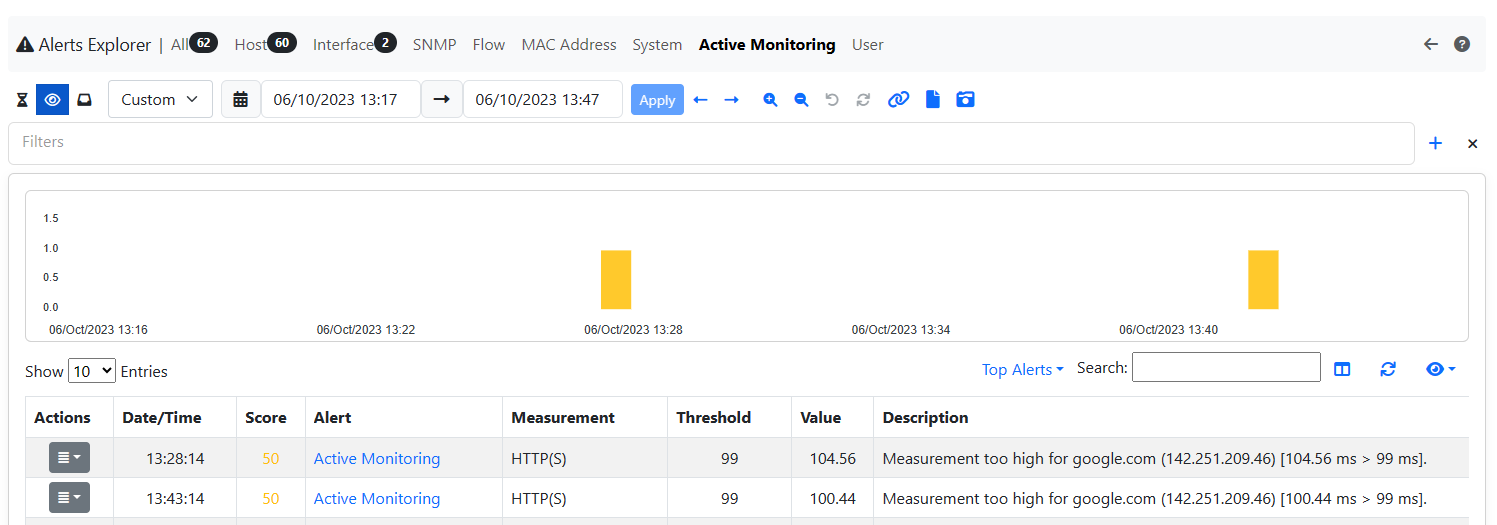 Alerts Explorer | All 62 Host 60 Interface 2 SNMP Flow MAC Address System Active Monitoring User
Custom 06/10/2023 13:17 06/10/2023 13:47 Apply
Filters
1.5
1.0
0.5
0.0
06/Oct/2023 13:16 06/Oct/2023 13:22 06/Oct/2023 13:28 06/Oct/2023 13:34 06/Oct/2023 13:40
Show 10 Entries Top Alerts Search:
Actions Date/Time Score Alert Measurement Threshold Value Description
13:28:14 50 Active Monitoring HTTP(S) 99 104.56 Measurement too high for google.com (142.251.209.46) [104.56 ms > 99 ms].
13:43:14 50 Active Monitoring HTTP(S) 99 100.44 Measurement too high for google.com (142.251.209.46) [100.44 ms > 99 ms].